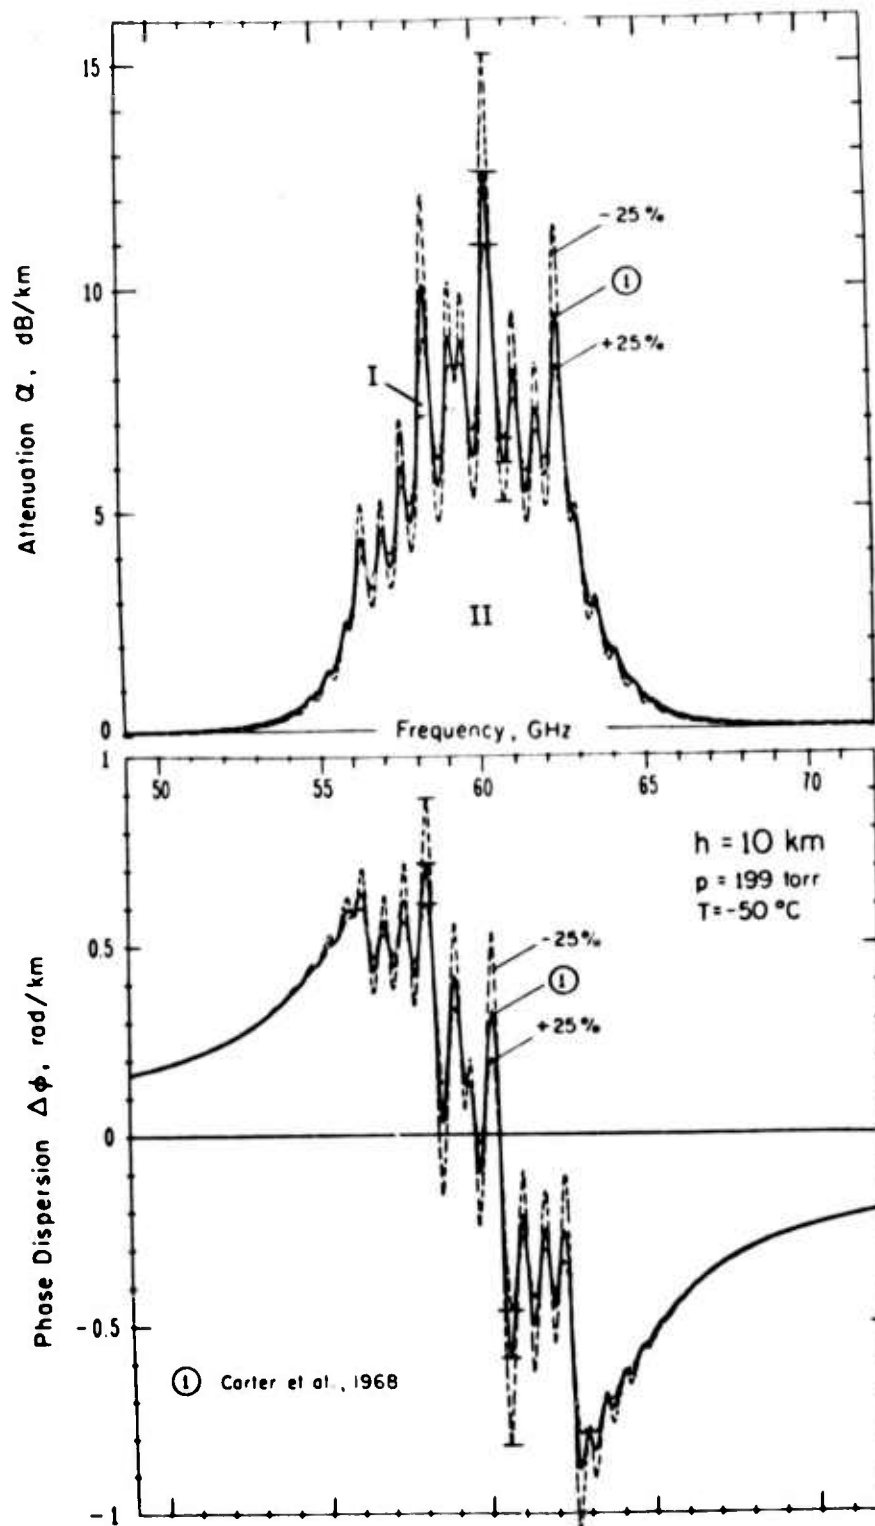 15
10
5
0
Attenuation α, dB/km
-25%
①
+25%
I
II
Frequency, GHz
50
55
60
65
70
1
0.5
0
-0.5
-1
Phase Dispersion Δϕ, rad/km
h = 10 km
p = 199 torr
T=-50 °C
-25%
①
+25%
① Carter et al., 1968